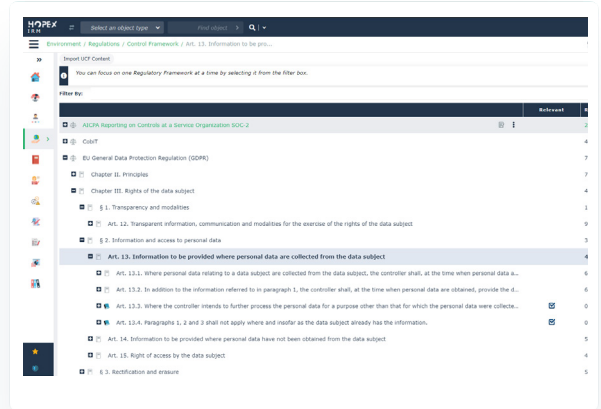 HOPEX
IRM
Select an object type
Find object
Environment / Regulations / Control Framework / Art. 13. Information to be pro...
Import UCF Content
You can focus on one Regulatory Framework at a time by selecting it from the filter box.
Filter By:
Relevant
AICPA Reporting on Controls at a Service Organization SOC-2 2
CobiT 4
EU General Data Protection Regulation (GDPR) 7
Chapter II. Principles 7
Chapter III. Rights of the data subject 4
§ 1. Transparency and modalities 1
Art. 12. Transparent information, communication and modalities for the exercise of the rights of the data subject 9
§ 2. Information and access to personal data 3
Art. 13. Information to be provided where personal data are collected from the data subject 4
Art. 13.1. Where personal data relating to a data subject are collected from the data subject, the controller shall, at the time when personal data a... 6
Art. 13.2. In addition to the information referred to in paragraph 1, the controller shall, at the time when personal data are obtained, provide the d... 6
Art. 13.3. Where the controller intends to further process the personal data for a purpose other than that for which the personal data were collecte... 0
Art. 13.4. Paragraphs 1, 2 and 3 shall not apply where and insofar as the data subject already has the information. 0
Art. 14. Information to be provided where personal data have not been obtained from the data subject 5
Art. 15. Right of access by the data subject 4
§ 3. Rectification and erasure 5